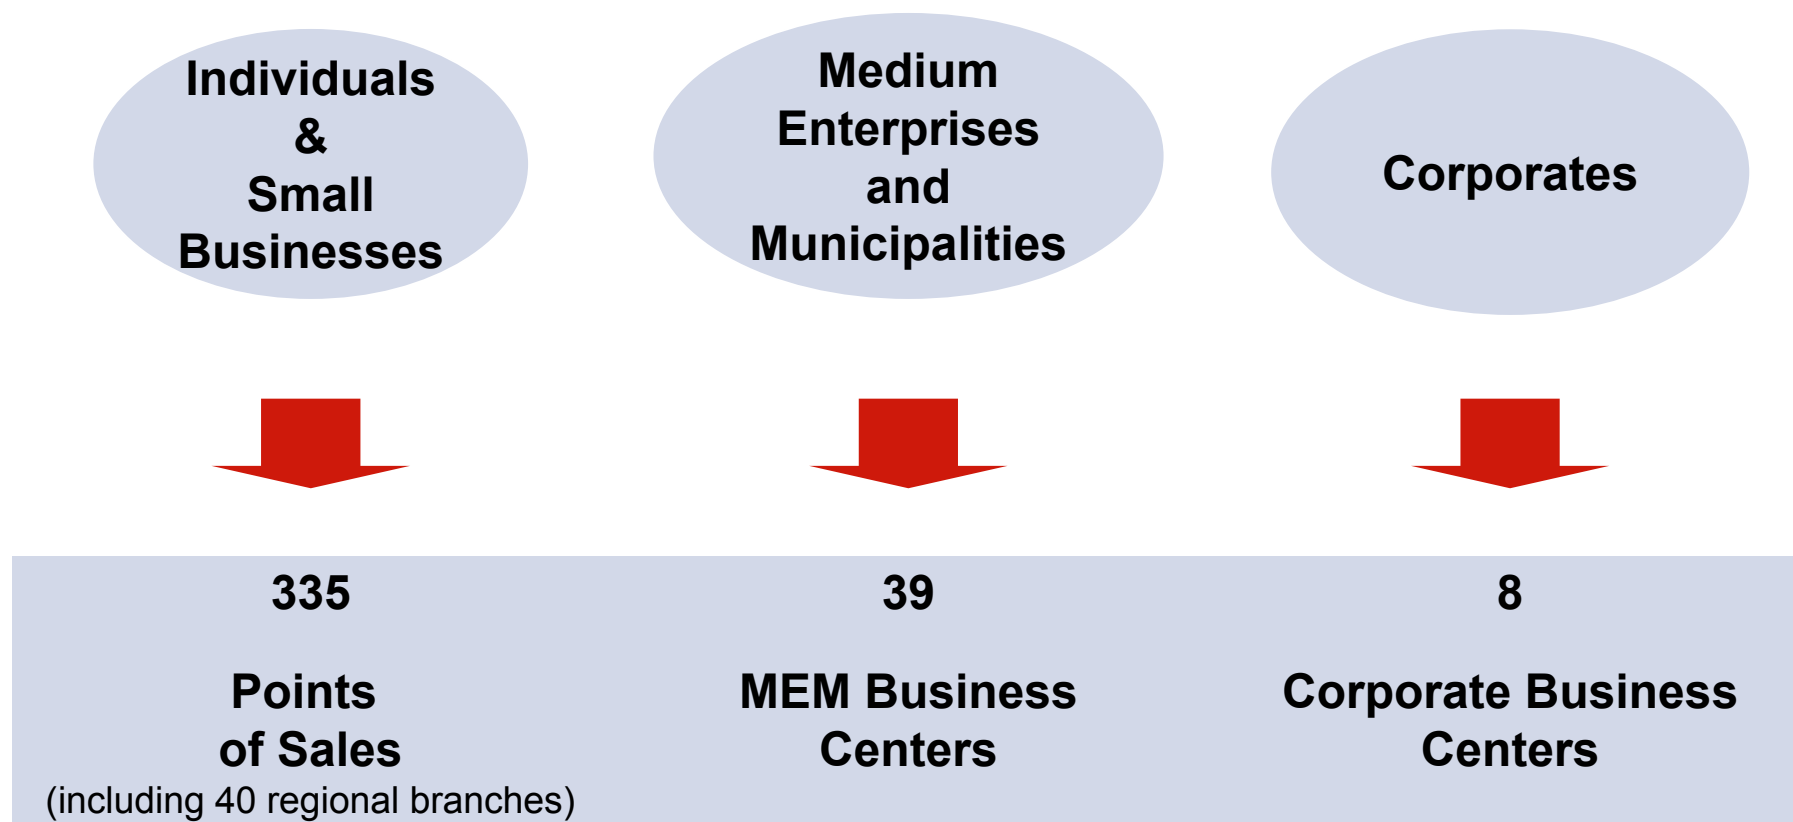 Individuals
&
Small
Businesses
Medium
Enterprises
and
Municipalities
Corporates
335
Points
of Sales
(including 40 regional branches)
39
MEM Business
Centers
8
Corporate Business
Centers